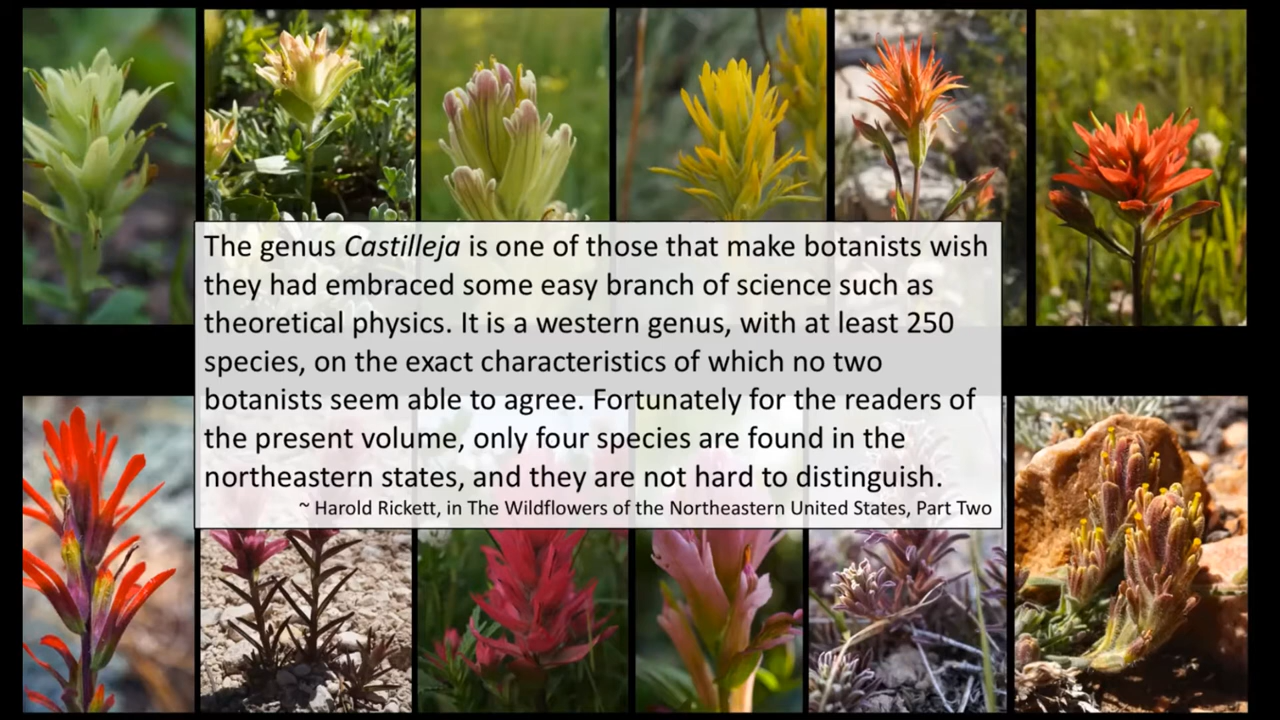 The genus Castilleja is one of those that make botanists wish
they had embraced some easy branch of science such as
theoretical physics. It is a western genus, with at least 250
species, on the exact characteristics of which no two
botanists seem able to agree. Fortunately for the readers of
the present volume, only four species are found in the
northeastern states, and they are not hard to distinguish.
~ Harold Rickett, in The Wildflowers of the Northeastern United States, Part Two